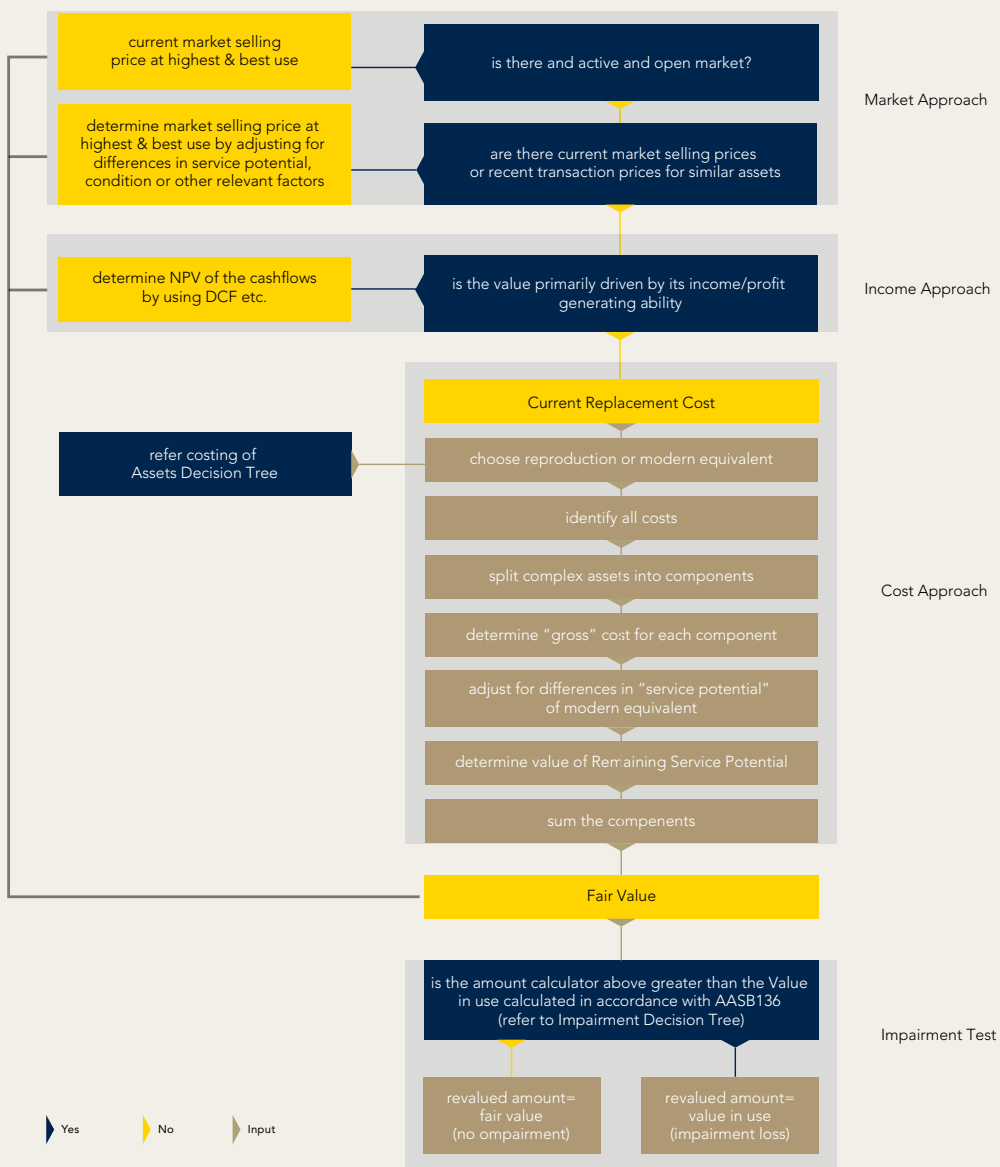 current market selling
price at highest & best use
is there and active and open market?
Market Approach
determine market selling price at
highest & best use by adjusting for
differences in service potential,
condition or other relevant factors
are there current market selling prices
or recent transaction prices for similar assets
determine NPV of the cashflows
by using DCF etc.
is the value primarily driven by its income/profit
generating ability
Income Approach
Current Replacement Cost
refer costing of
Assets Decision Tree
choose reproduction or modern equivalent
identify all costs
split complex assets into components
Cost Approach
determine “gross” cost for each component
adjust for differences in “service potential”
of modern equivalent
determine value of Remaining Service Potential
sum the compenents
Fair Value
is the amount calculator above greater than the Value
in use calculated in accordance with AASB136
(refer to Impairment Decision Tree)
Impairment Test
revalued amount=
fair value
(no ompairment)
revalued amount=
value in use
(impairment loss)
Yes
No
Input